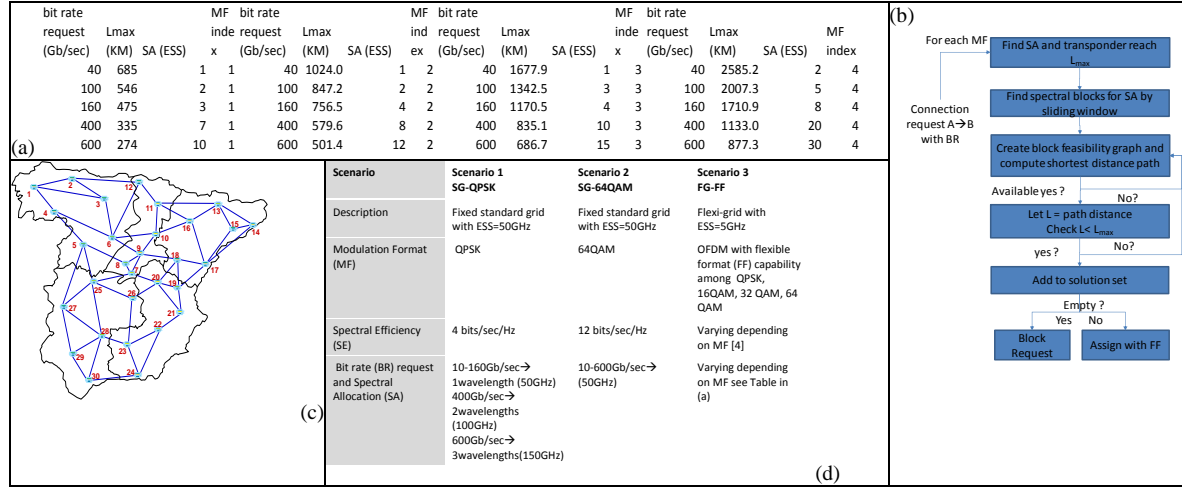 bit rate request (Gb/sec) Lmax (KM) SA (ESS) MF inde x bit rate request (Gb/sec) Lmax (KM) SA (ESS) MF ind ex bit rate request (Gb/sec) Lmax (KM) SA (ESS) MF inde x bit rate request (Gb/sec) Lmax (KM) SA (ESS) MF index
40 685 1 1 40 1024.0 1 2 40 1677.9 1 3 40 2585.2 2 4
100 546 2 1 100 847.2 2 2 100 1342.5 3 3 100 2007.3 5 4
160 475 3 1 160 756.5 4 2 160 1170.5 4 3 160 1710.9 8 4
400 335 7 1 400 579.6 8 2 400 835.1 10 3 400 1133.0 20 4
600 274 10 1 600 501.4 12 2 600 686.7 15 3 600 877.3 30 4
(a)
(b)
For each MF
Find SA and transponder reach
Lmax
Find spectral blocks for SA by
sliding window
Connection
request A→B
with BR
Create block feasibility graph and
compute shortest distance path
Available yes ?
No?
Let L = path distance
Check L< Lmax
yes ?
No?
Add to solution set
Empty ?
Yes No
Block
Request
Assign with FF
1
2
3
4
5
6
7
8
9
10
11
12
13
14
15
16
17
18
19
20
21
22
23
24
25
26
27
28
29
30
(c)
Scenario
Scenario 1
SG-QPSK
Scenario 2
SG-64QAM
Scenario 3
FG-FF
Description
Fixed standard grid
with ESS=50GHz
Fixed standard grid
with ESS=50GHz
Flexi-grid with
ESS=5GHz
Modulation Format
(MF)
QPSK
64QAM
OFDM with flexible
format (FF) capability
among QPSK,
16QAM, 32 QAM, 64
QAM
Spectral Efficiency
(SE)
4 bits/sec/Hz
12 bits/sec/Hz
Varying depending
on MF [4]
Bit rate (BR) request
and Spectral
Allocation (SA)
10-160Gb/sec→
1wavelength (50GHz)
400Gb/sec→
2wavelengths
(100GHz)
600Gb/sec→
3wavelengths(150GHz)
10-600Gb/sec→
(50GHz)
Varying depending
on MF see Table in
(a)
(d)